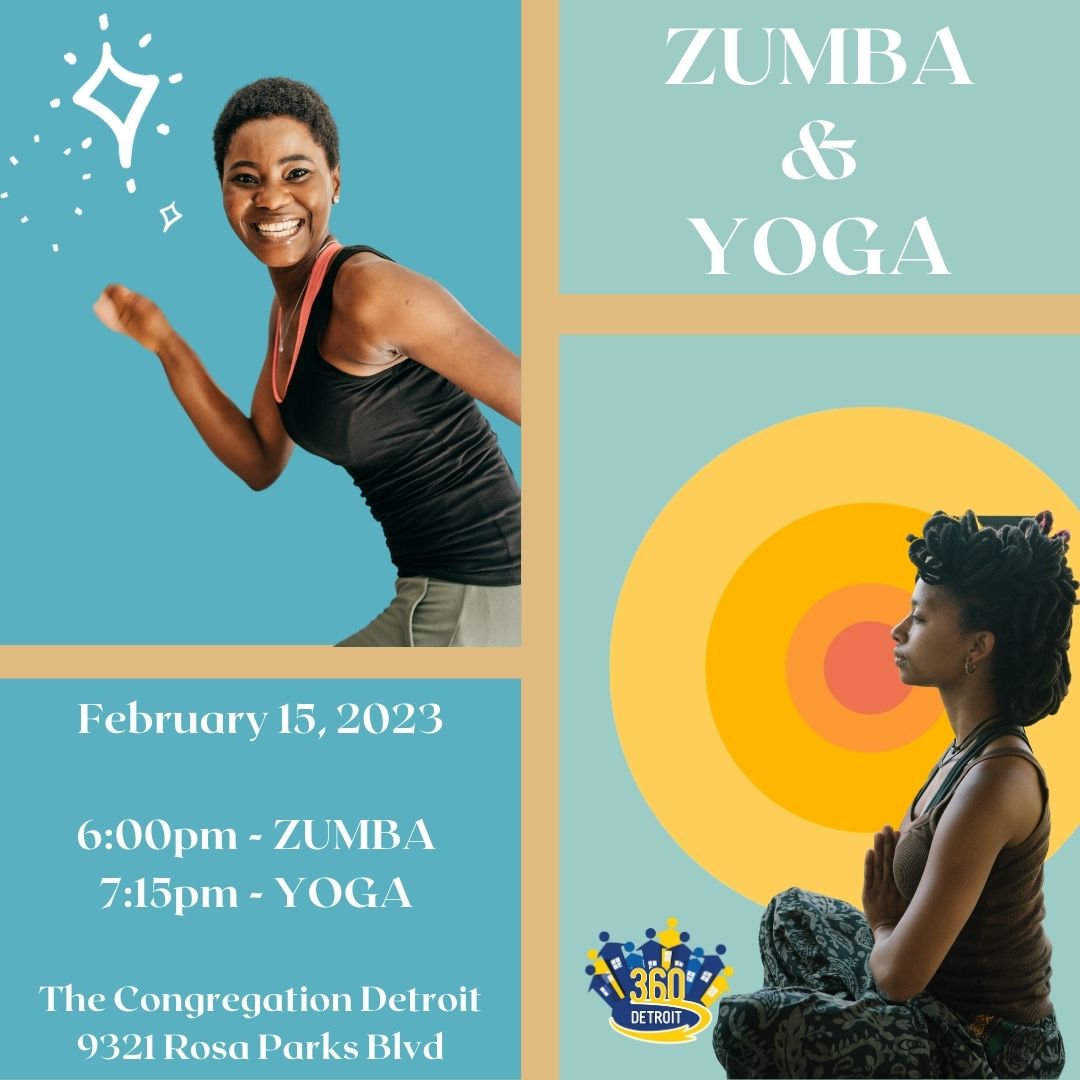 ZUMBA
&
YOGA
February 15, 2023
6:00pm - ZUMBA
7:15pm - YOGA
The Congregation Detroit
9321 Rosa Parks Blvd
360
DETROIT